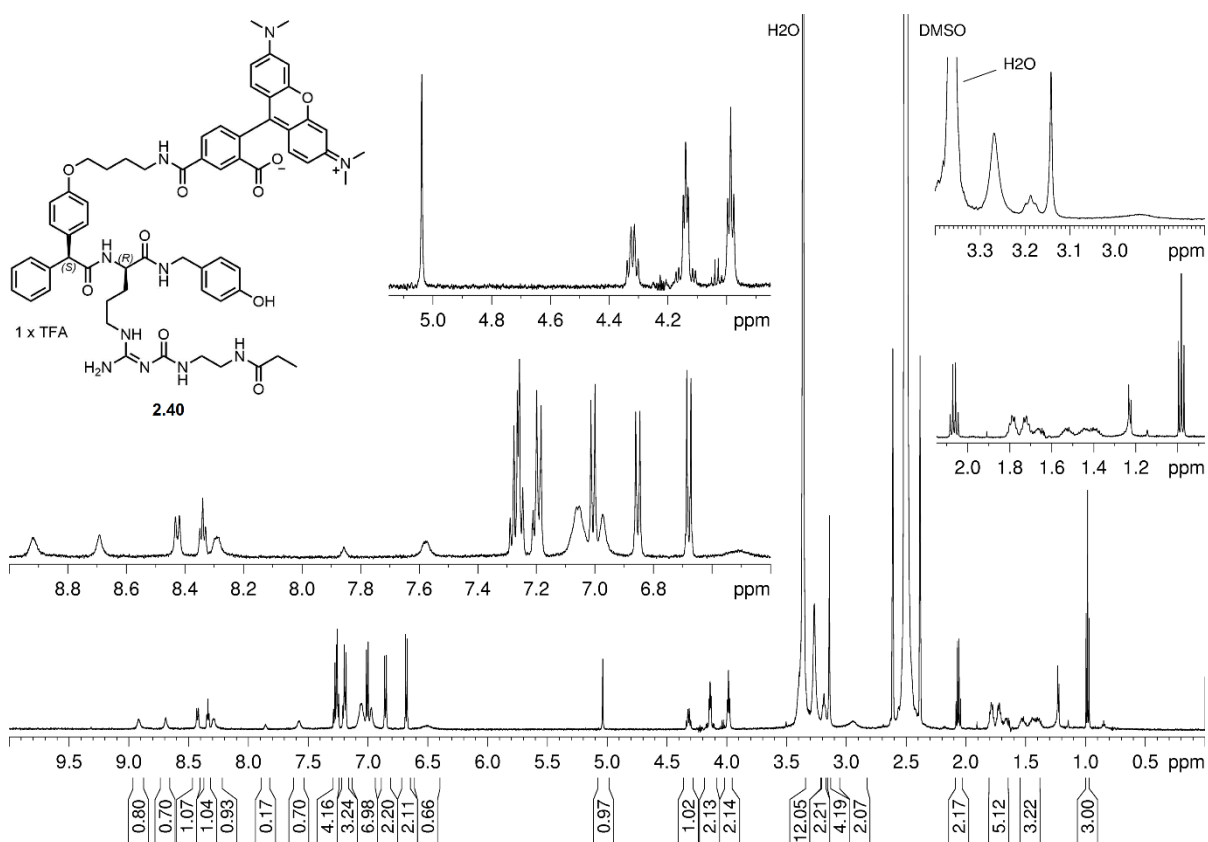 N
N
+
O
O
O
−
H
N
O
O
H
N
O
(S)
(R)
O
N
H
OH
1 x TFA
NH
O
O
H2N
N
N
H
H
N
2.40
H2O
DMSO
H2O
5.0 4.8 4.6 4.4 4.2 ppm
3.3 3.2 3.1 3.0 ppm
2.0 1.8 1.6 1.4 1.2 ppm
8.8 8.6 8.4 8.2 8.0 7.8 7.6 7.4 7.2 7.0 6.8 ppm
9.5 9.0 8.5 8.0 7.5 7.0 6.5 6.0 5.5 5.0 4.5 4.0 3.5 3.0 2.5 2.0 1.5 1.0 0.5 ppm
0.80 0.70 1.07 1.04 0.93 0.17 0.70 4.16 3.24 6.98 2.20 2.11 0.66 0.97 1.02 2.13 2.14 12.05 2.21 4.19 2.07 2.17 5.12 3.22 3.00